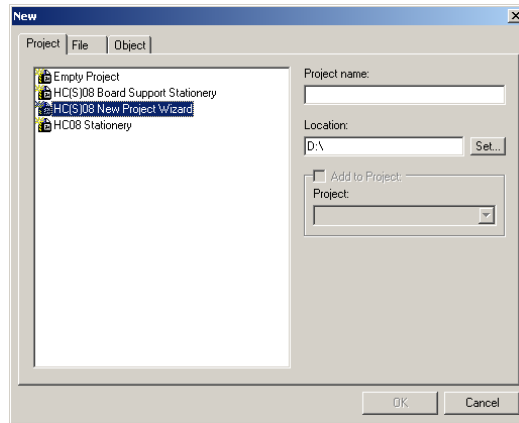 New
Project File Object
Empty Project
HC(S)08 Board Support Stationery
HC(S)08 New Project Wizard
HC08 Stationery
Project name:
Location:
D:\
Set...
Add to Project:
Project:
OK Cancel